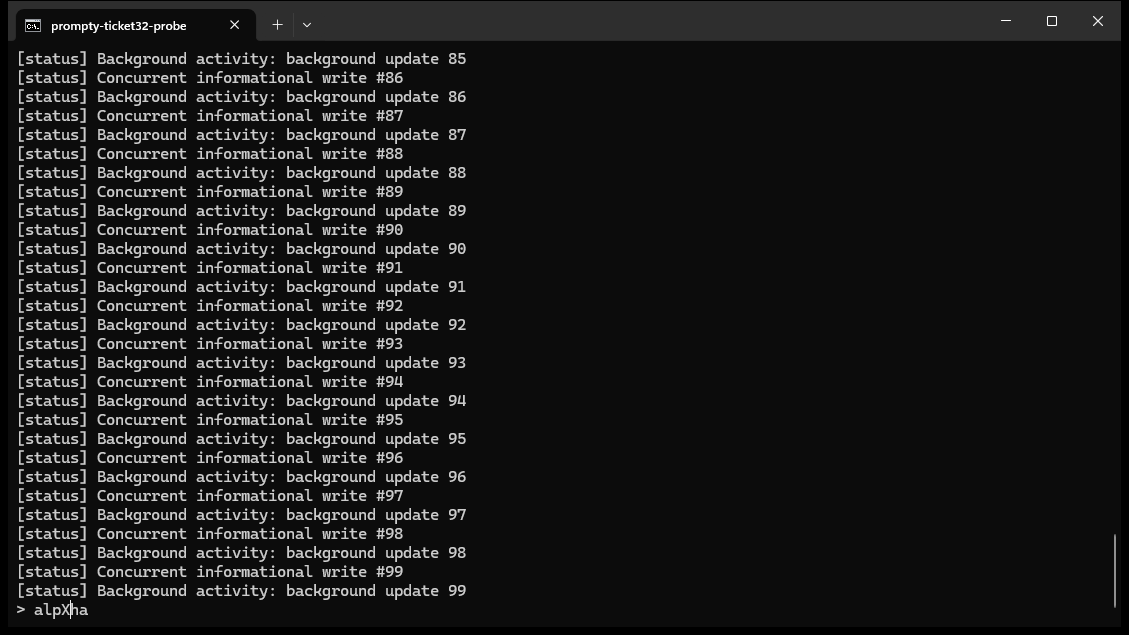 prompty-ticket32-probe
[status] Background activity: background update 85
[status] Concurrent informational write #86
[status] Background activity: background update 86
[status] Concurrent informational write #87
[status] Background activity: background update 87
[status] Concurrent informational write #88
[status] Background activity: background update 88
[status] Concurrent informational write #89
[status] Background activity: background update 89
[status] Concurrent informational write #90
[status] Background activity: background update 90
[status] Concurrent informational write #91
[status] Background activity: background update 91
[status] Concurrent informational write #92
[status] Background activity: background update 92
[status] Concurrent informational write #93
[status] Background activity: background update 93
[status] Concurrent informational write #94
[status] Background activity: background update 94
[status] Concurrent informational write #95
[status] Background activity: background update 95
[status] Concurrent informational write #96
[status] Background activity: background update 96
[status] Concurrent informational write #97
[status] Background activity: background update 97
[status] Concurrent informational write #98
[status] Background activity: background update 98
[status] Concurrent informational write #99
[status] Background activity: background update 99
> alpXha